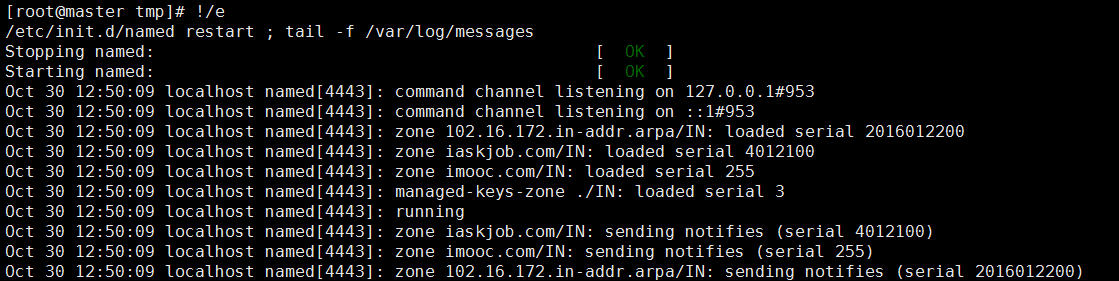 [root@master tmp]# !/e
/etc/init.d/named restart ; tail -f /var/log/messages
Stopping named: [ OK ]
Starting named: [ OK ]
Oct 30 12:50:09 localhost named[4443]: command channel listening on 127.0.0.1#953
Oct 30 12:50:09 localhost named[4443]: command channel listening on ::1#953
Oct 30 12:50:09 localhost named[4443]: zone 102.16.172.in-addr.arpa/IN: loaded serial 2016012200
Oct 30 12:50:09 localhost named[4443]: zone iaskjob.com/IN: loaded serial 4012100
Oct 30 12:50:09 localhost named[4443]: zone imooc.com/IN: loaded serial 255
Oct 30 12:50:09 localhost named[4443]: managed-keys-zone ./IN: loaded serial 3
Oct 30 12:50:09 localhost named[4443]: running
Oct 30 12:50:09 localhost named[4443]: zone iaskjob.com/IN: sending notifies (serial 4012100)
Oct 30 12:50:09 localhost named[4443]: zone imooc.com/IN: sending notifies (serial 255)
Oct 30 12:50:09 localhost named[4443]: zone 102.16.172.in-addr.arpa/IN: sending notifies (serial 2016012200)